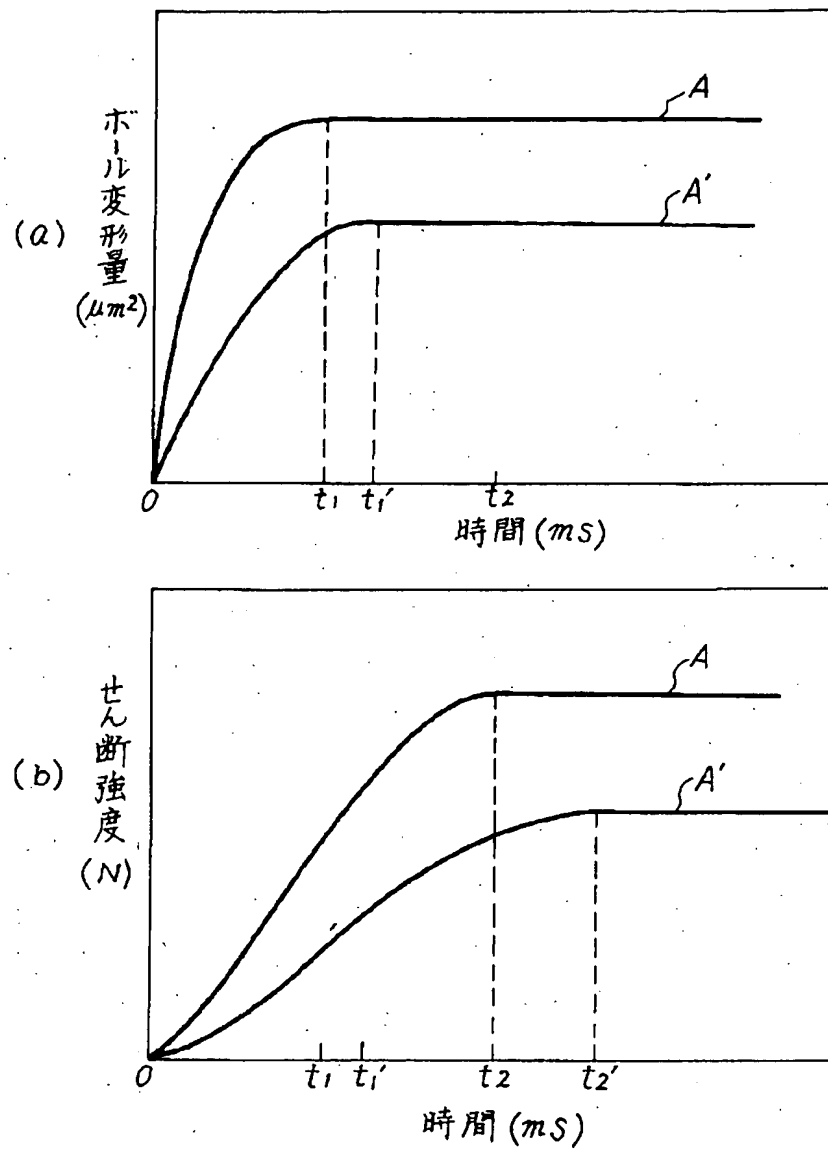 (a)
ボール変形量
(μm²)
A
A'
0
t₁
t₁'
t₂
時間(ms)
(b)
せん断強度
(N)
A
A'
0
t₁
t₁'
t₂
t₂'
時間(ms)